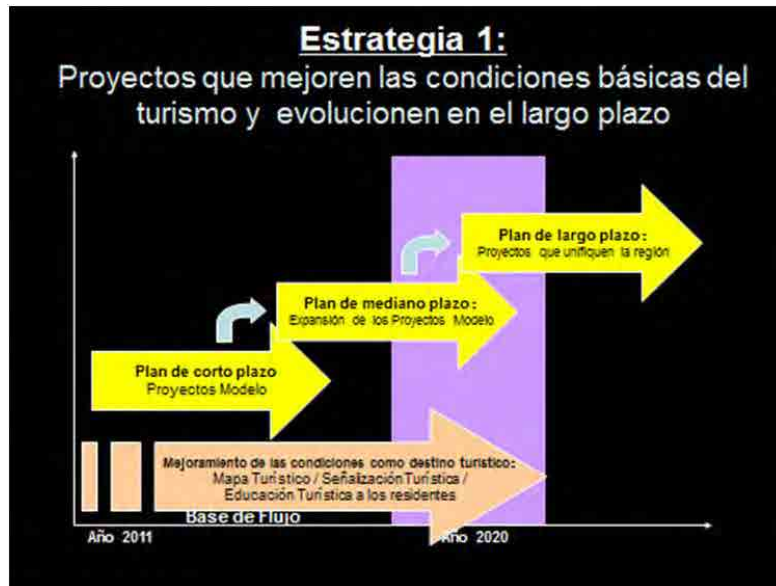 Estrategia 1:
Proyectos que mejoren las condiciones básicas del
turismo y evolucionen en el largo plazo
Plan de largo plazo:
Proyectos que unifiquen la región
Plan de mediano plazo:
Expansión de los Proyectos Modelo
Plan de corto plazo
Proyectos Modelo
Mejoramiento de las condiciones como destino turístico:
Mapa Turístico / Señalización Turística /
Educación Turística a los residentes
Base de Flujo
Año 2011
Año 2020